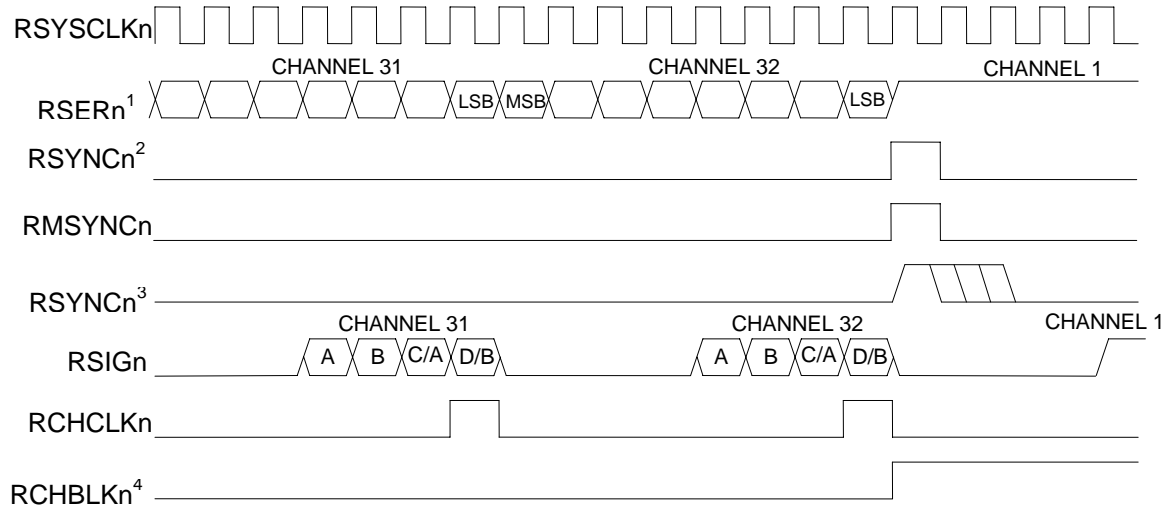 RSYSCLKn
CHANNEL 31 CHANNEL 32 CHANNEL 1
RSERn¹ LSB MSB LSB
RSYNCn²
RMSYNCn
RSYNCn³
CHANNEL 31 CHANNEL 32 CHANNEL 1
RSIGn A B C/A D/B A B C/A D/B
RCHCLKn
RCHBLKn⁴